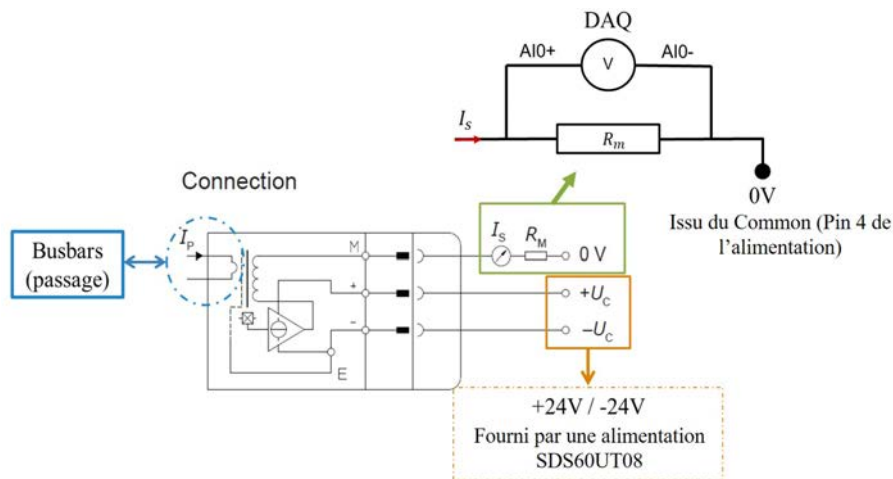 DAQ
AI0+
V
AI0-
I_s
R_m
Connection
0V
Issu du Common (Pin 4 de
l'alimentation)
Busbars
(passage)
I_P
M
I_S
R_M
0 V
+
+U_C
−
−U_C
E
+24V / -24V
Fourni par une alimentation
SDS60UT08